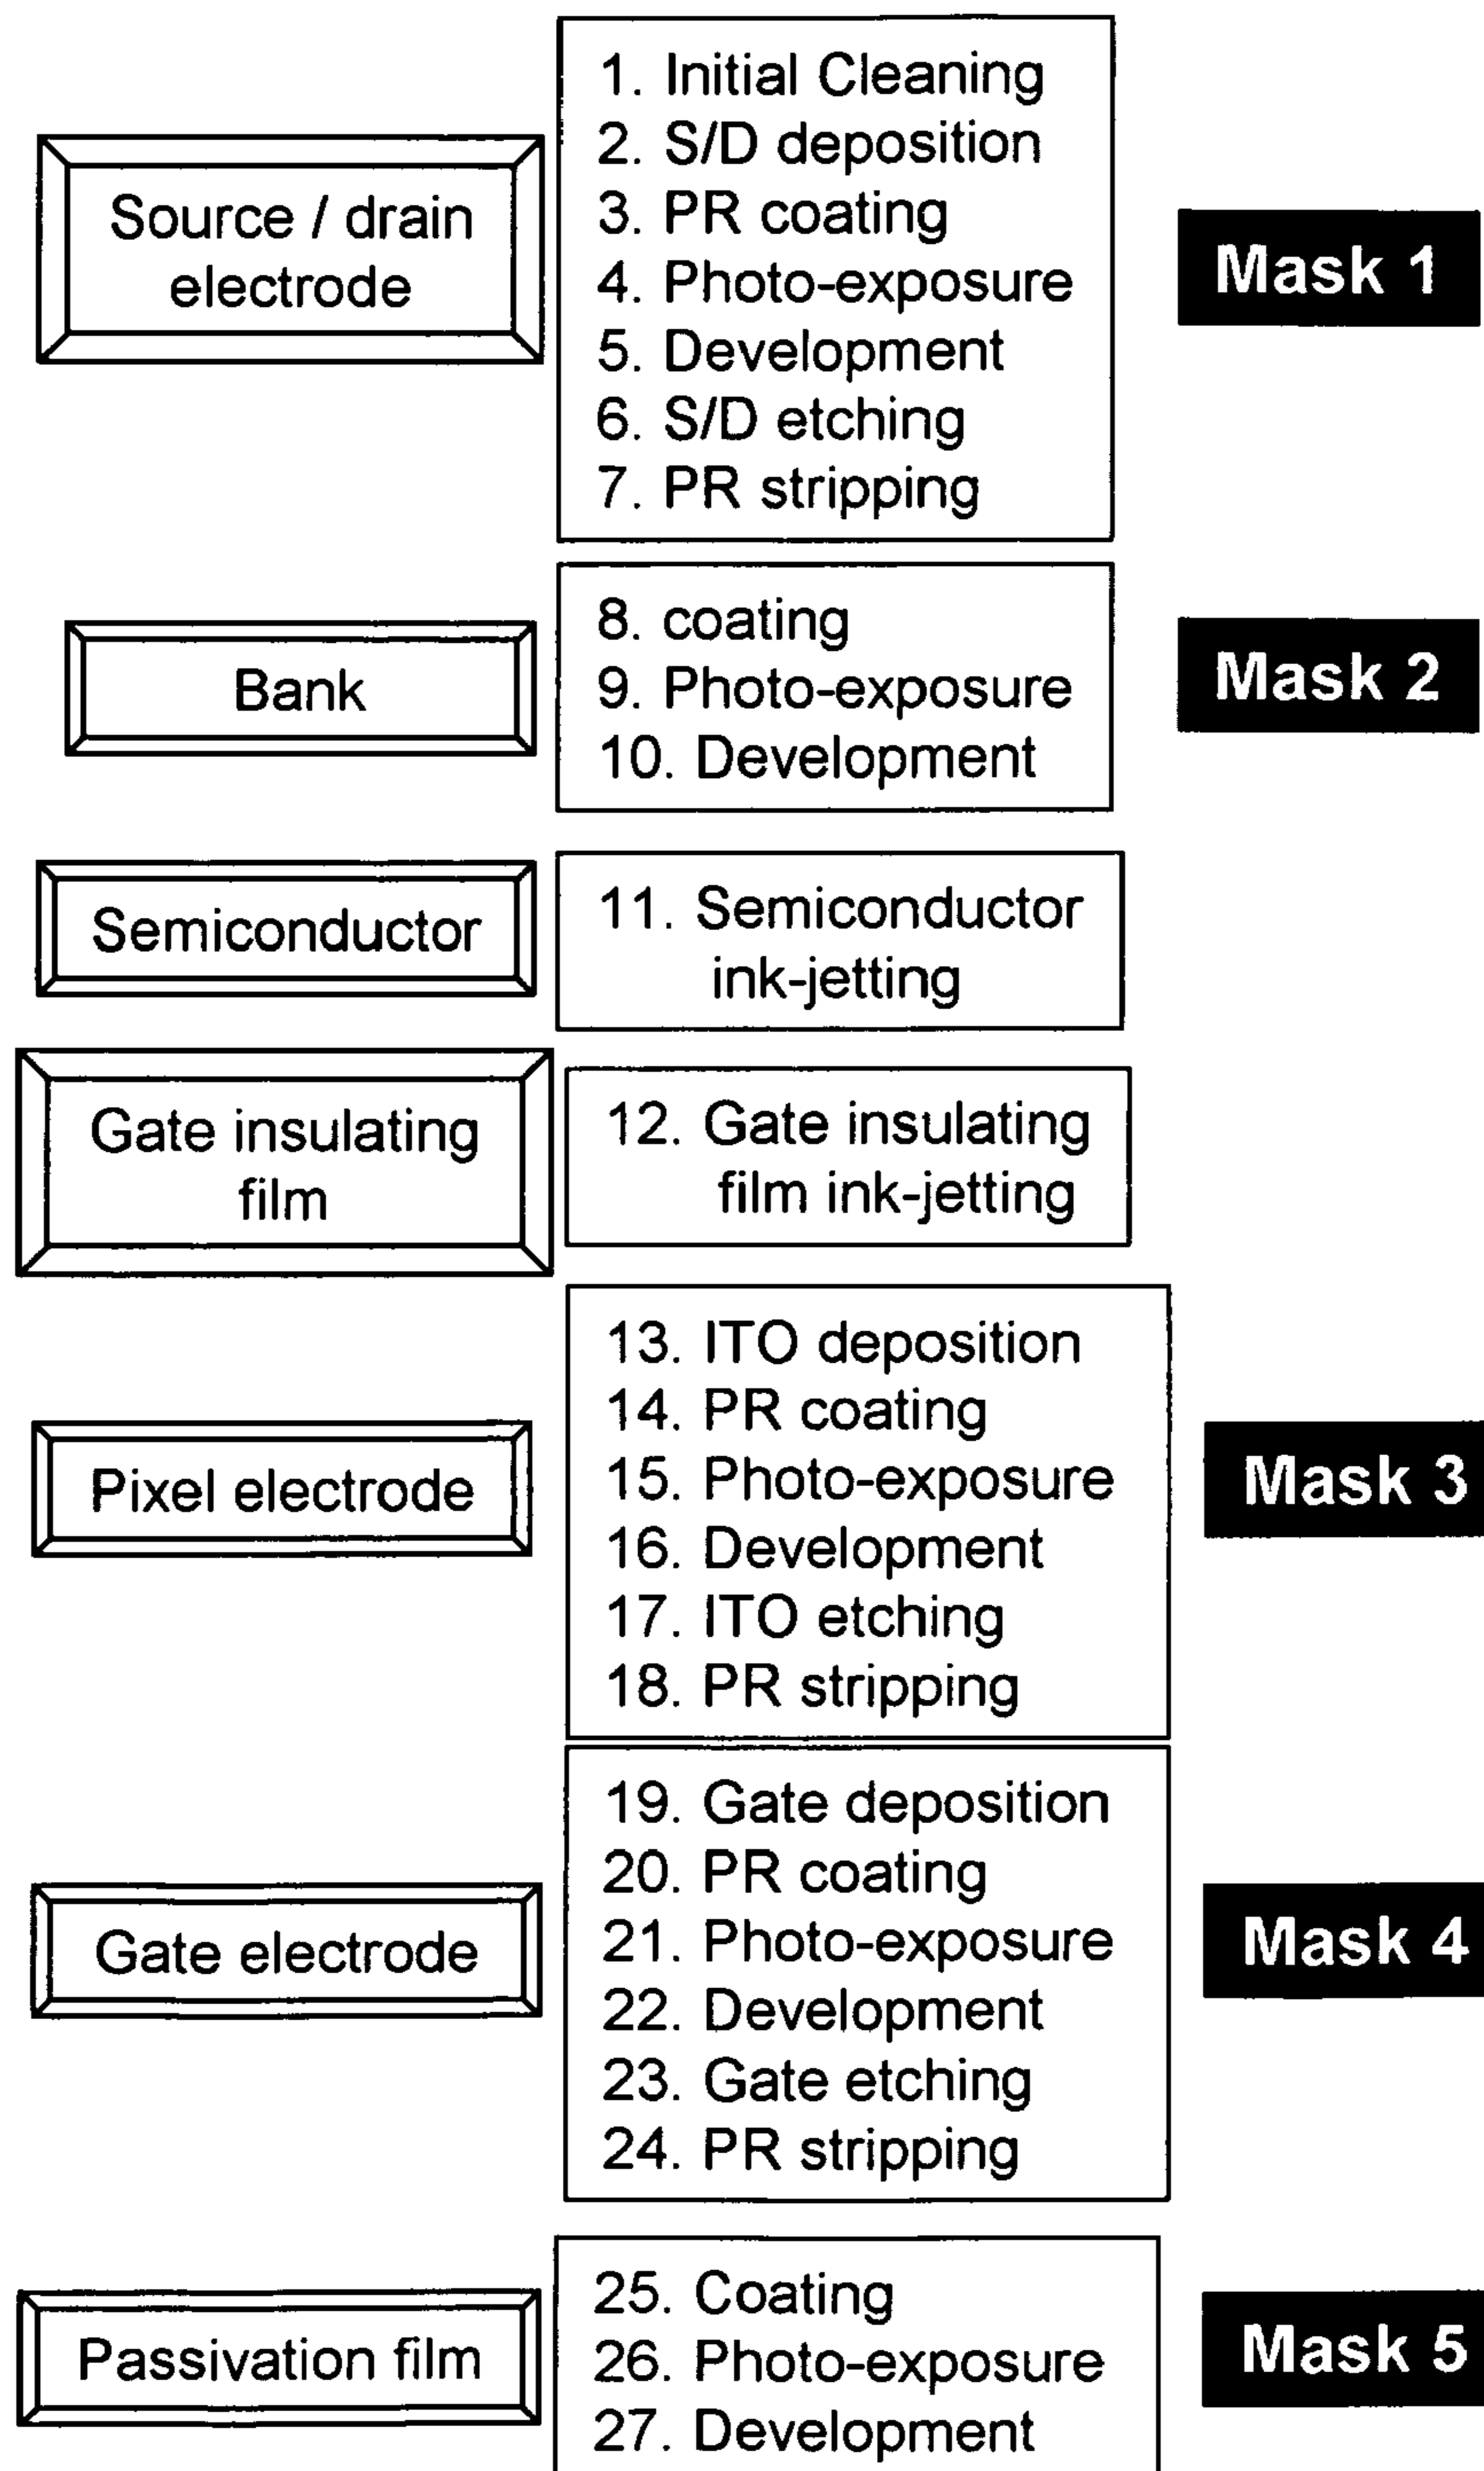 Source / drain
electrode
1. Initial Cleaning
2. S/D deposition
3. PR coating
4. Photo-exposure
5. Development
6. S/D etching
7. PR stripping
Mask 1
Bank
8. coating
9. Photo-exposure
10. Development
Mask 2
Semiconductor
11. Semiconductor
ink-jetting
Gate insulating
film
12. Gate insulating
film ink-jetting
Pixel electrode
13. ITO deposition
14. PR coating
15. Photo-exposure
16. Development
17. ITO etching
18. PR stripping
Mask 3
Gate electrode
19. Gate deposition
20. PR coating
21. Photo-exposure
22. Development
23. Gate etching
24. PR stripping
Mask 4
Passivation film
25. Coating
26. Photo-exposure
27. Development
Mask 5